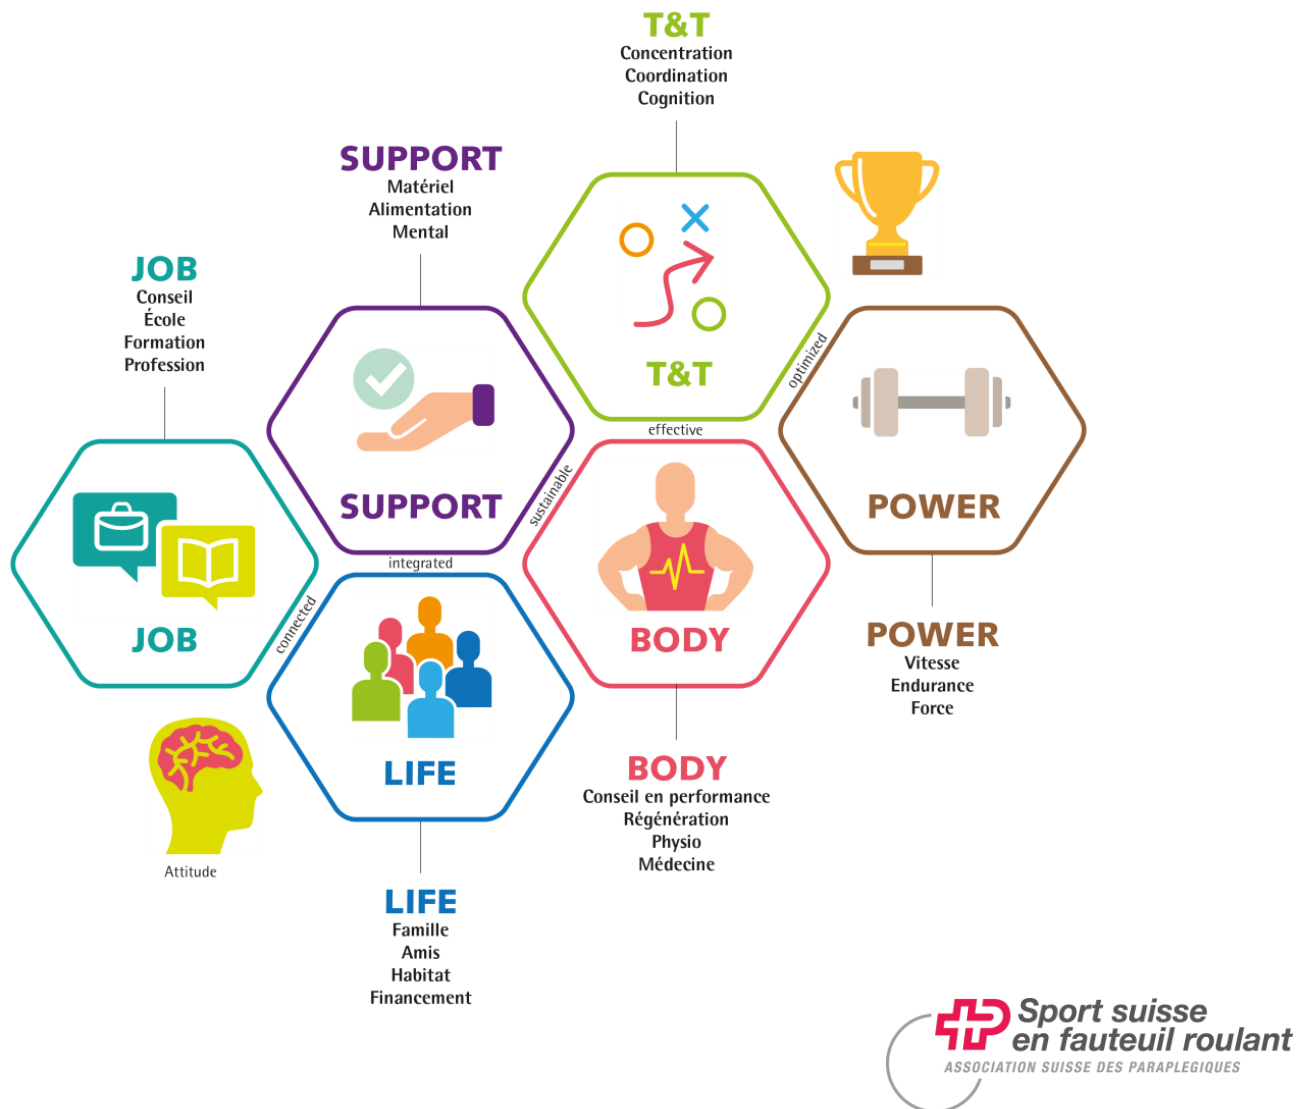 T&T
Concentration
Coordination
Cognition
SUPPORT
Matériel
Alimentation
Mental
JOB
Conseil
École
Formation
Profession
T&T
optimized
effective
SUPPORT
sustainable
POWER
integrated
JOB
connected
BODY
POWER
Vitesse
Endurance
Force
LIFE
BODY
Conseil en performance
Régénération
Physio
Médecine
Attitude
LIFE
Famille
Amis
Habitat
Financement
Sport suisse
en fauteuil roulant
ASSOCIATION SUISSE DES PARAPLEGIQUES